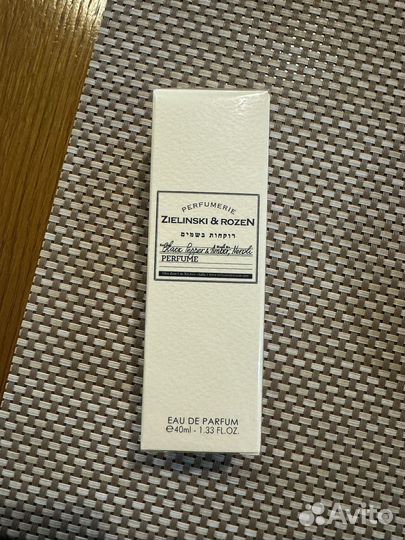 PERFUMERIE
ZIELINSKI & ROZEN
רוקחות בשמים
Black Pepper & Amber, Neroli
PERFUME
EAU DE PARFUM
℮40ml - 1.33 FL.OZ.
Avito